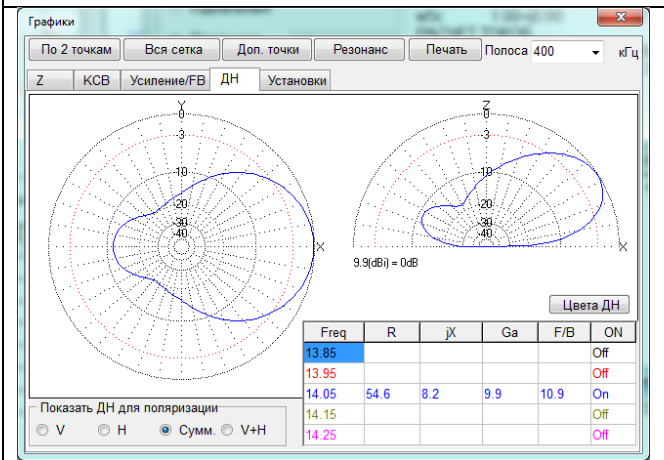 Графики
По 2 точкам Вся сетка Доп. точки Резонанс Печать Полоса 400 кГц
Z КСВ Усиление/FB ДН Установки
Y
0
-3
-10
-20
-30
-40
X
Z
0
-3
-10
-20
-30
-40
X
9.9(dBi) = 0dB
Цвета ДН
Freq R jX Ga F/B ON
13.85 Off
13.95 Off
14.05 54.6 8.2 9.9 10.9 On
14.15 Off
14.25 Off
Показать ДН для поляризации
V H Сумм. V+H